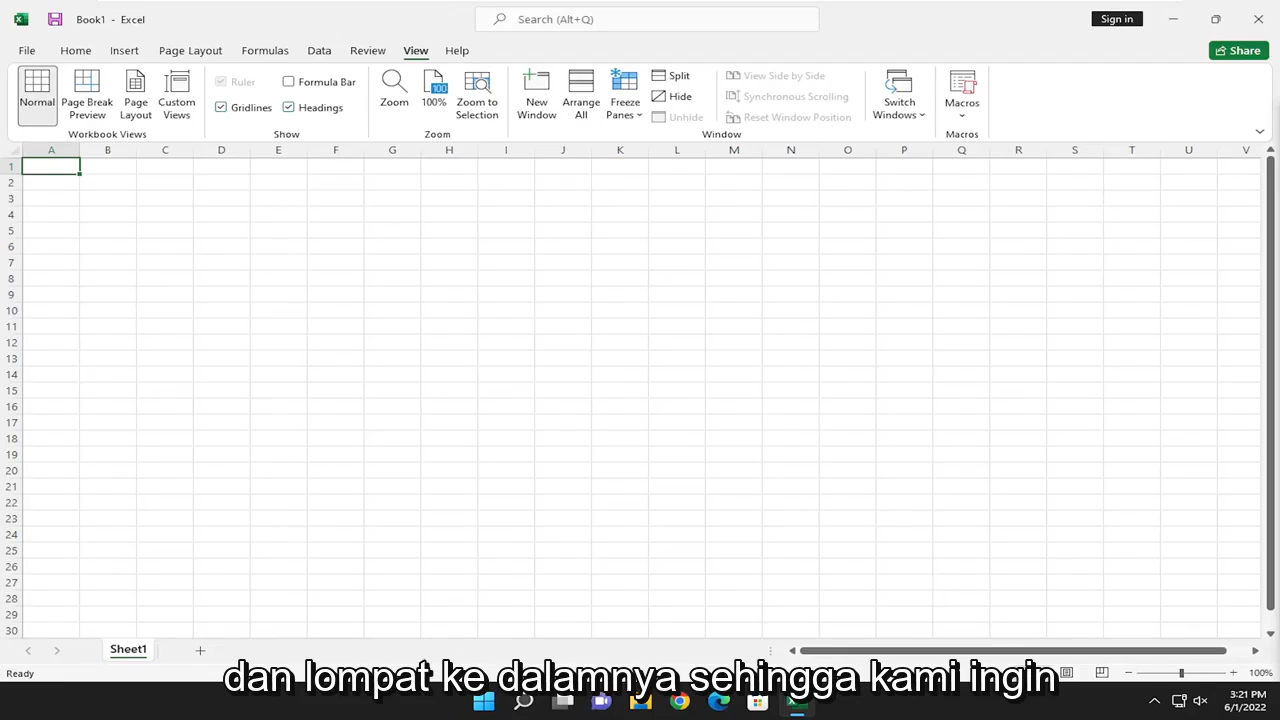 Book1 - Excel
Search (Alt+Q)
Sign in
File Home Insert Page Layout Formulas Data Review View Help
Share
Normal
Page Break Preview
Page Layout
Custom Views
Workbook Views
Ruler
Formula Bar
Gridlines
Headings
Show
Zoom
100%
Zoom to Selection
Zoom
New Window
Arrange All
Freeze Panes
Split
Hide
Unhide
View Side by Side
Synchronous Scrolling
Reset Window Position
Window
Switch Windows
Macros
Macros
A B C D E F G H I J K L M N O P Q R S T U V
1
2
3
4
5
6
7
8
9
10
11
12
13
14
15
16
17
18
19
20
21
22
23
24
25
26
27
28
29
30
Sheet1
Ready
100%
dan lompat ke dalamnya sehingga kami ingin
3:21 PM
6/1/2022